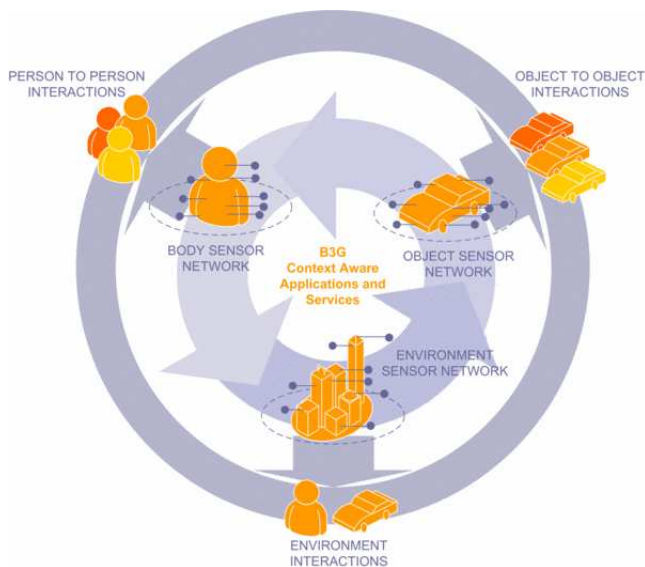 PERSON TO PERSON
INTERACTIONS
OBJECT TO OBJECT
INTERACTIONS
BODY SENSOR
NETWORK
B3G
Context Aware
Applications and
Services
OBJECT SENSOR
NETWORK
ENVIRONMENT
SENSOR NETWORK
ENVIRONMENT
INTERACTIONS